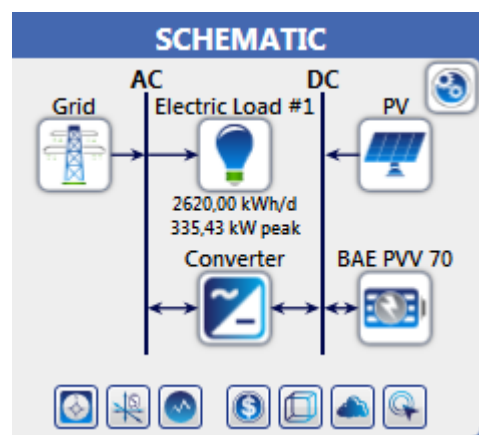 SCHEMATIC
AC DC
Grid Electric Load #1 PV
2620,00 kWh/d
335,43 kW peak
Converter BAE PVV 70